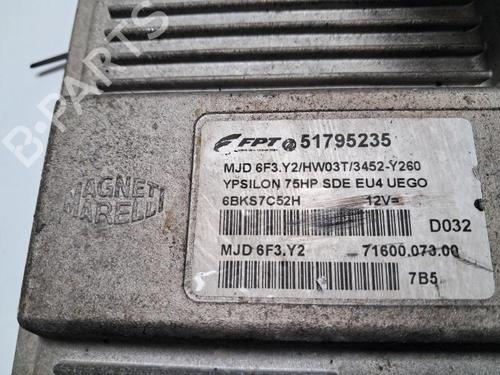 B-PARTS
FPT 51795235
MJD 6F3.Y2/HW03T/3452-Y260
YPSILON 75HP SDE EU4 UEGO
6BKS7C52H 12V=
D032
MJD 6F3.Y2 71600.073.00
7B5
MAGNETI
MARELLI